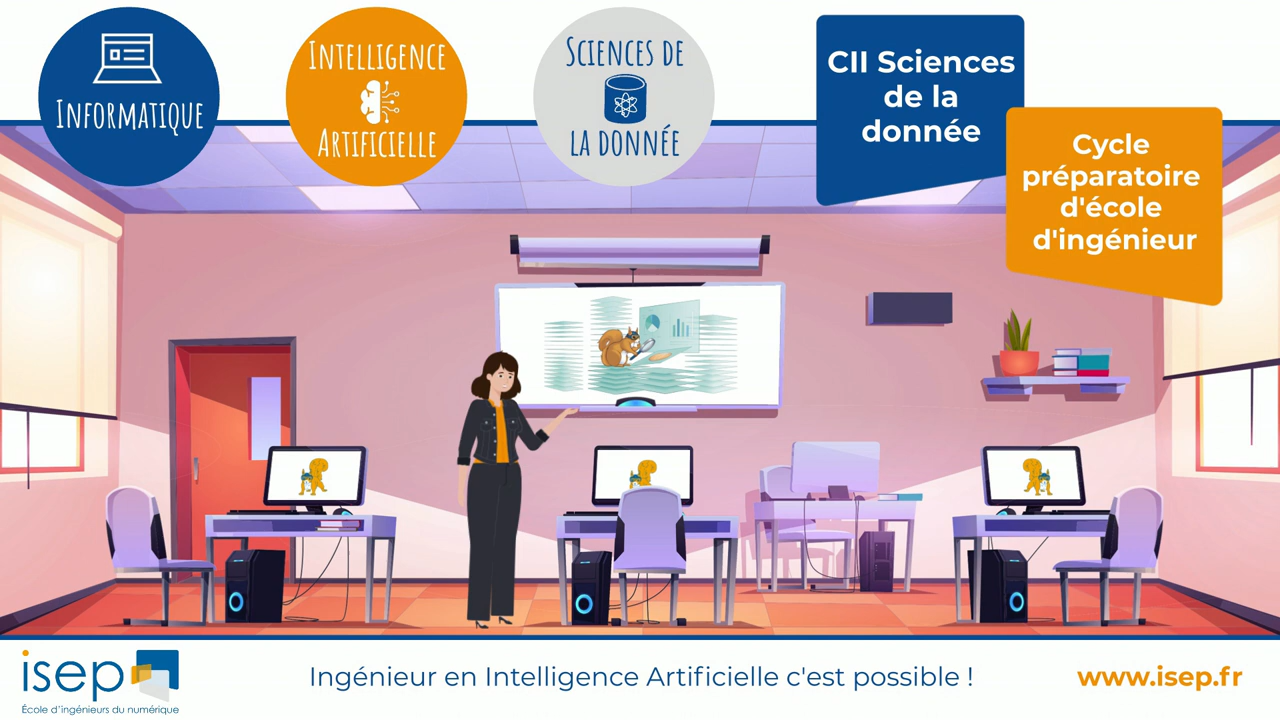 INFORMATIQUE
INTELLIGENCE
ARTIFICIELLE
SCIENCES DE
LA DONNÉE
CII Sciences
de la
donnée
Cycle
préparatoire
d'école
d'ingénieur
isep
École d'ingénieurs du numérique
Ingénieur en Intelligence Artificielle c'est possible !
www.isep.fr